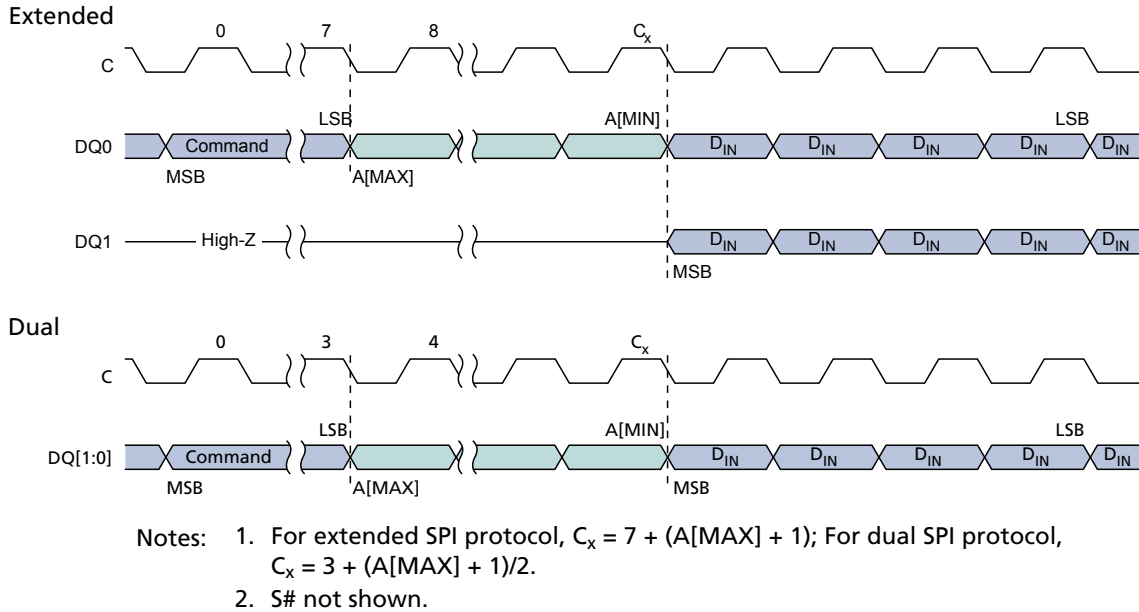 Extended
0 7 8 Cx
C
LSB A[MIN] LSB
DQ0 Command DIN DIN DIN DIN DIN
MSB A[MAX]
DQ1 High-Z DIN DIN DIN DIN DIN
MSB
Dual
0 3 4 Cx
C
LSB A[MIN] LSB
DQ[1:0] Command DIN DIN DIN DIN DIN
MSB A[MAX] MSB
Notes: 1. For extended SPI protocol, Cx = 7 + (A[MAX] + 1); For dual SPI protocol,
Cx = 3 + (A[MAX] + 1)/2.
2. S# not shown.